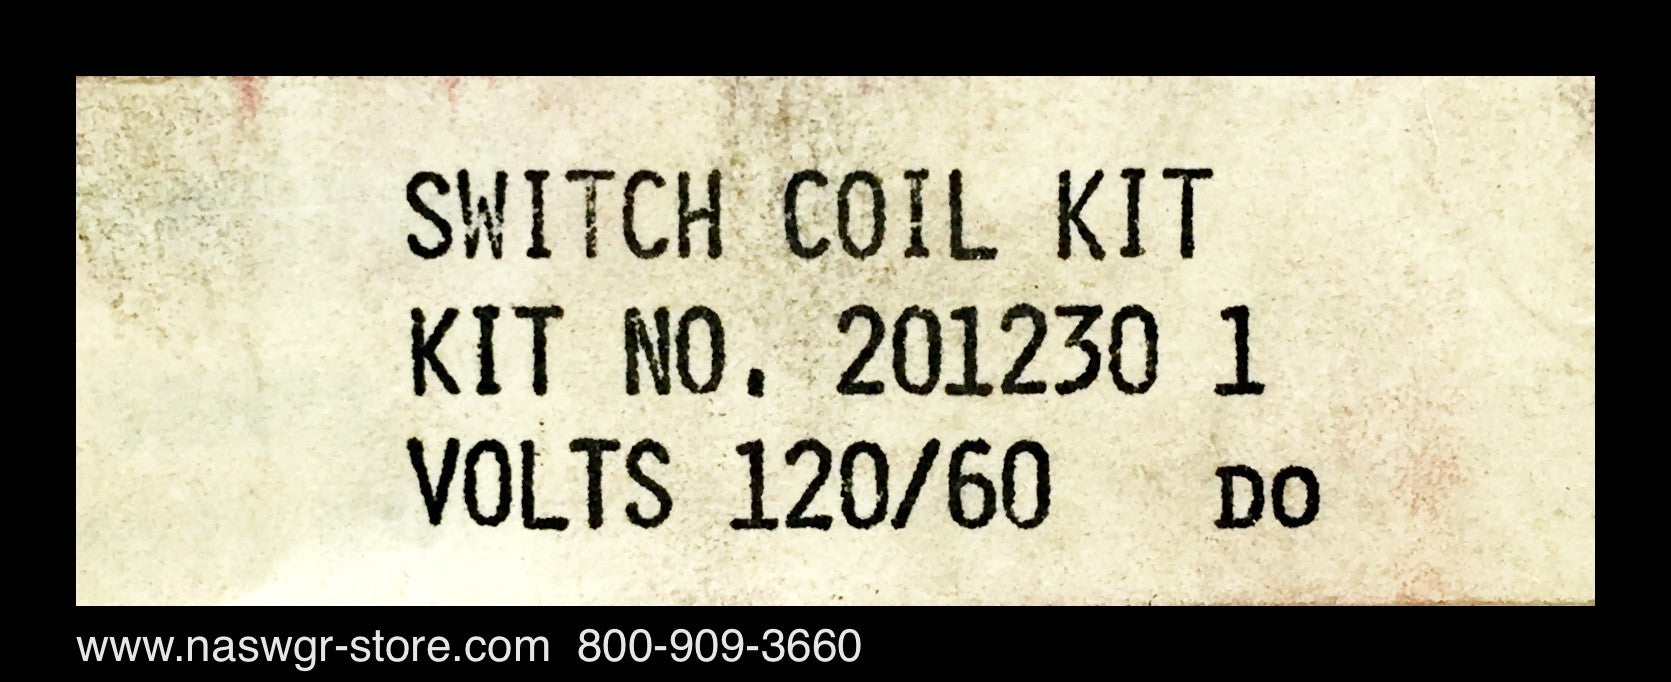 SWITCH COIL KIT
KIT NO. 201230 1
VOLTS 120/60 DO
www.naswgr-store.com 800-909-3660